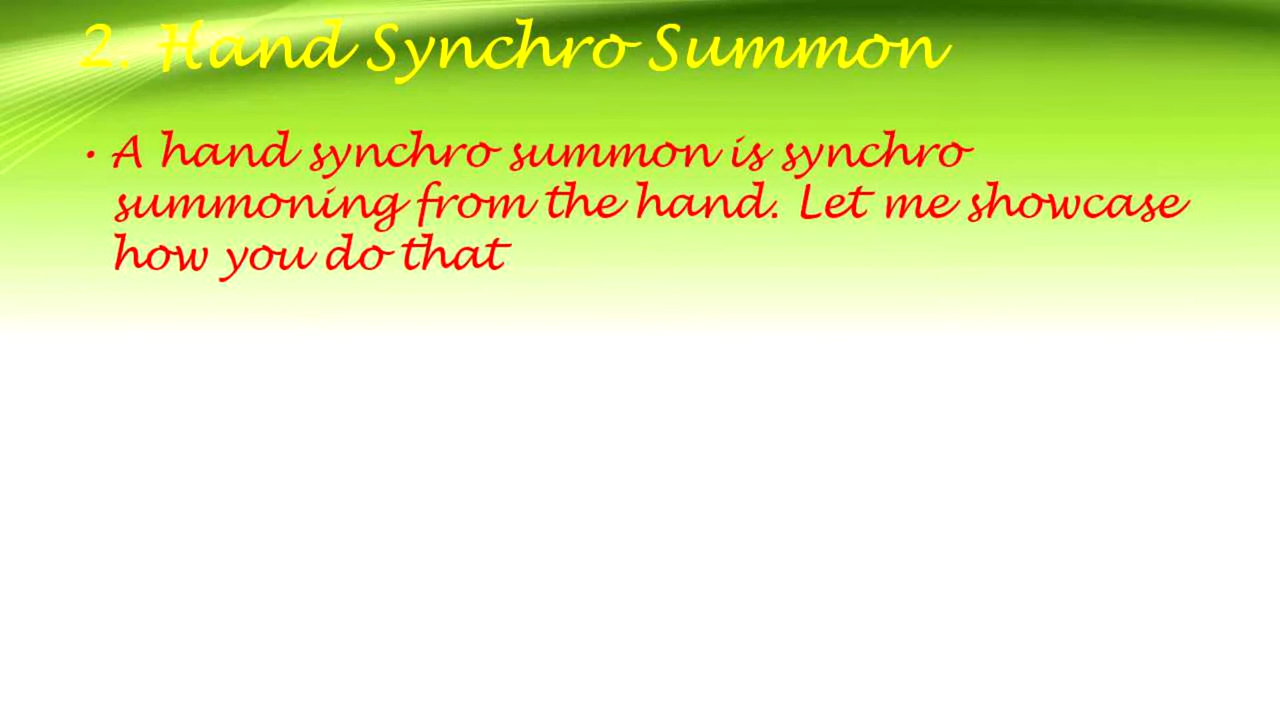 2. Hand Synchro Summon
• A hand synchro summon is synchro
summoning from the hand. Let me showcase
how you do that